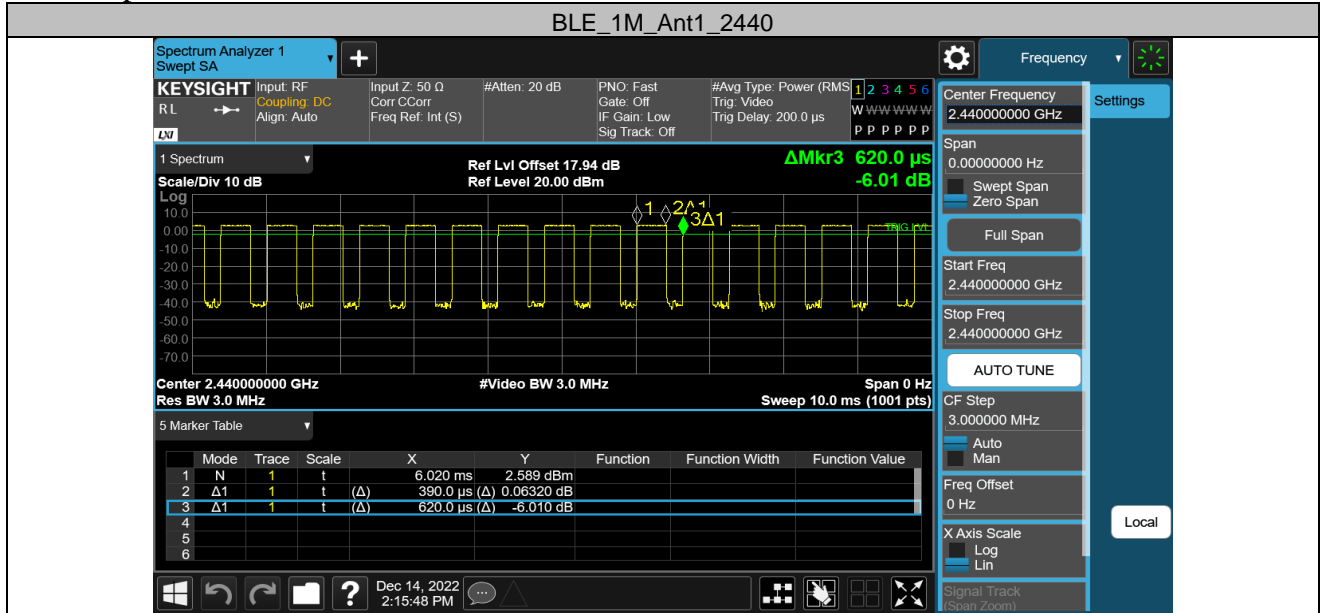 BLE_1M_Ant1_2440
Spectrum Analyzer 1
Swept SA
Frequency
KEYSIGHT Input: RF Input Z: 50 Ω #Atten: 20 dB PNO: Fast #Avg Type: Power (RMS 1 2 3 4 5 6
RL Coupling: DC Corr CCorr Gate: Off Trig: Video W W W W W W
Align: Auto Freq Ref: Int (S) IF Gain: Low Trig Delay: 200.0 µs
LXI Sig Track: Off P P P P P P
1 Spectrum Ref Lvl Offset 17.94 dB ΔMkr3 620.0 µs
Scale/Div 10 dB Ref Level 20.00 dBm -6.01 dB
Log
10.0
0.00
-10.0
-20.0
-30.0
-40.0
-50.0
-60.0
-70.0
1 2Δ1 3Δ1
TRIG LVL
Center 2.440000000 GHz #Video BW 3.0 MHz Span 0 Hz
Res BW 3.0 MHz Sweep 10.0 ms (1001 pts)
5 Marker Table
Mode Trace Scale X Y Function Function Width Function Value
1 N 1 t 6.020 ms 2.589 dBm
2 Δ1 1 t (Δ) 390.0 µs (Δ) 0.06320 dB
3 Δ1 1 t (Δ) 620.0 µs (Δ) -6.010 dB
4
5
6
?
Dec 14, 2022
2:15:48 PM
Center Frequency
2.440000000 GHz
Settings
Span
0.00000000 Hz
Swept Span
Zero Span
Full Span
Start Freq
2.440000000 GHz
Stop Freq
2.440000000 GHz
AUTO TUNE
CF Step
3.000000 MHz
Auto
Man
Freq Offset
0 Hz
X Axis Scale
Log
Lin
Local
Signal Track
(Span Zoom)